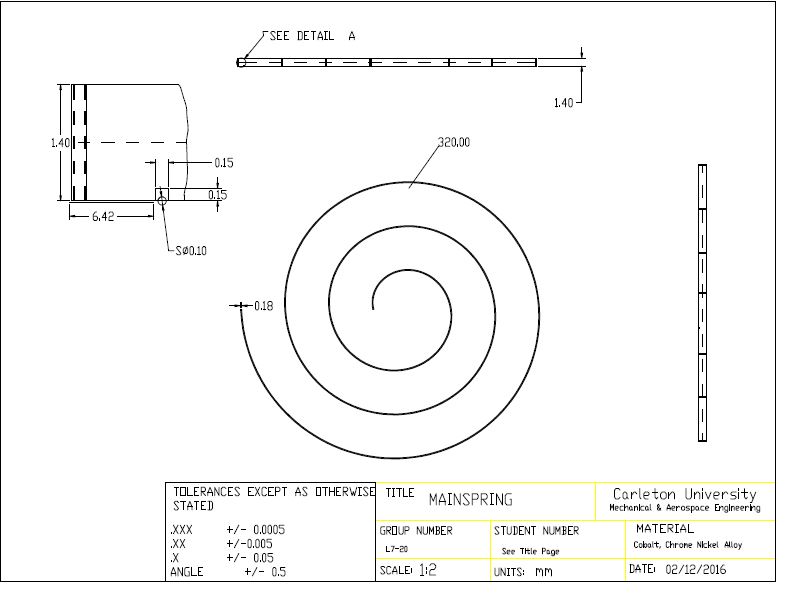 SEE DETAIL A
1.40
1.40
0.15
0.15
6.42
SØ0.10
320.00
0.18
TOLERANCES EXCEPT AS OTHERWISE
STATED
.XXX +/- 0.0005
.XX +/-0.005
.X +/- 0.05
ANGLE +/- 0.5
TITLE MAINSPRING
Carleton University
Mechanical & Aerospace Engineering
GROUP NUMBER
L7-20
STUDENT NUMBER
See Title Page
MATERIAL
Cobalt, Chrome Nickel Alloy
SCALE: 1:2
UNITS: MM
DATE: 02/12/2016